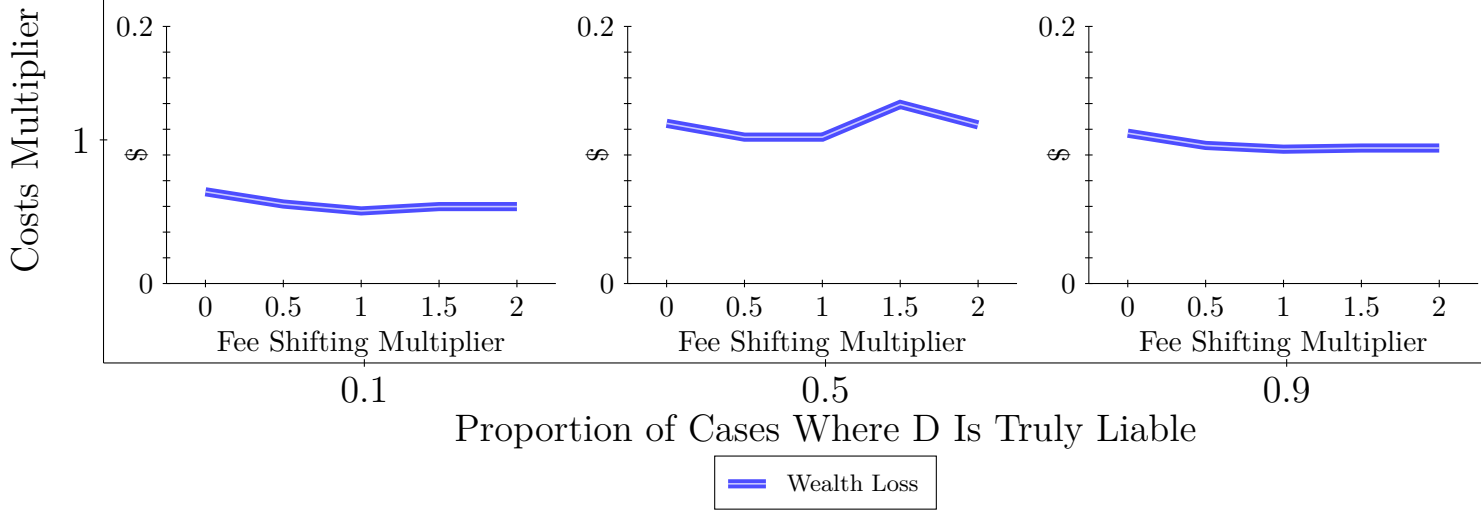 Costs Multiplier
1
0.2
$
0
0 0.5 1 1.5 2
Fee Shifting Multiplier
0.2
$
0
0 0.5 1 1.5 2
Fee Shifting Multiplier
0.2
$
0
0 0.5 1 1.5 2
Fee Shifting Multiplier
0.1 0.5 0.9
Proportion of Cases Where D Is Truly Liable
Wealth Loss